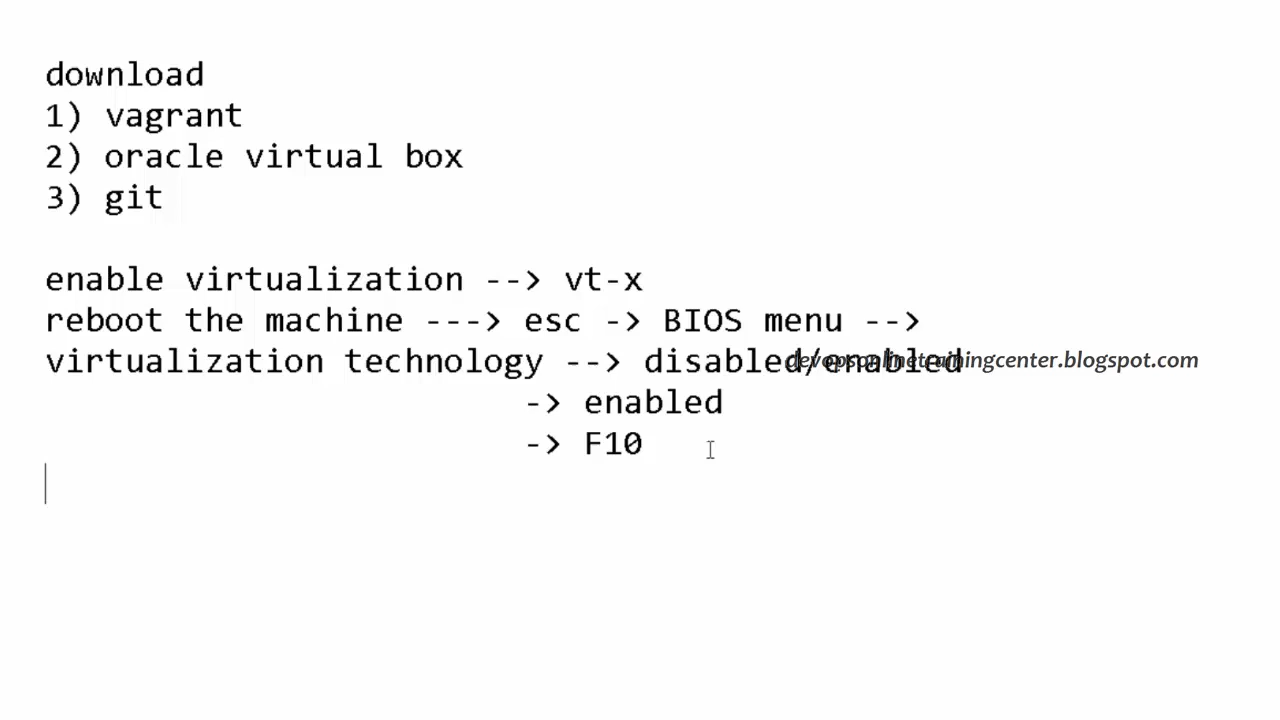 download
1) vagrant
2) oracle virtual box
3) git
enable virtualization --> vt-x
reboot the machine ---> esc -> BIOS menu -->
virtualization technology --> disabled/enabled
devopsonlinetrainingcenter.blogspot.com
-> enabled
-> F10